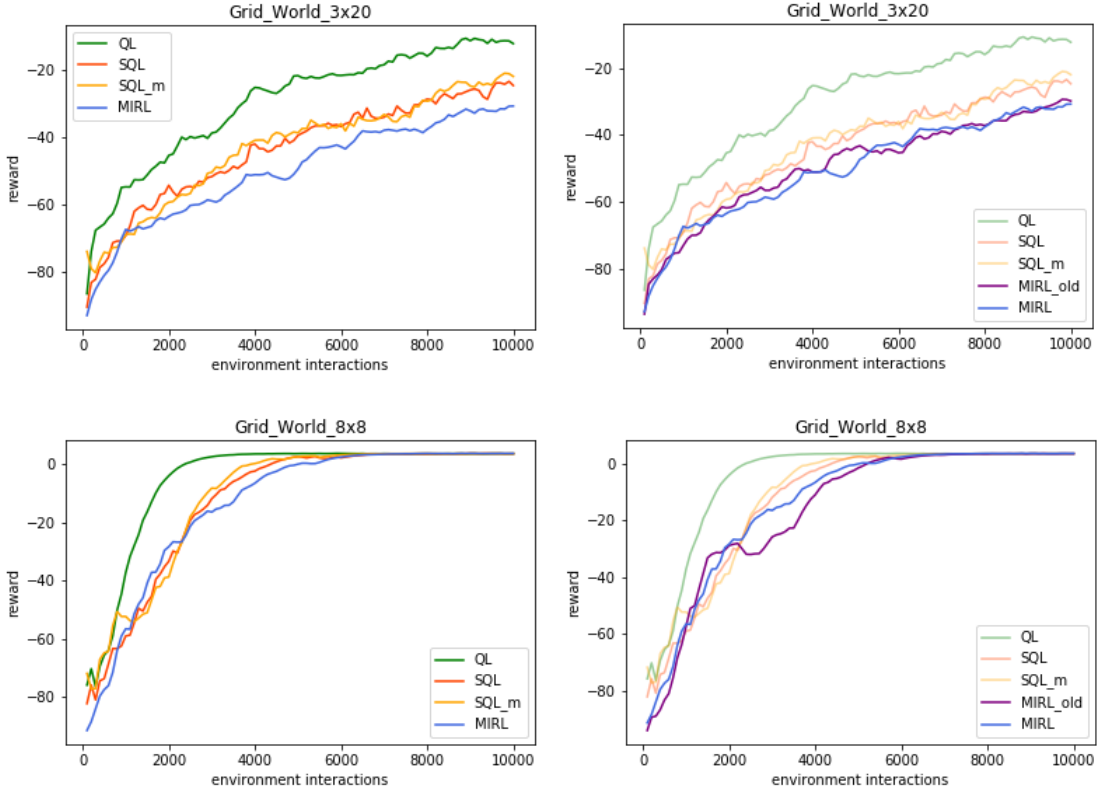 Grid_World_3x20
reward
−20
−40
−60
−80
QL
SQL
SQL_m
MIRL
0 2000 4000 6000 8000 10000
environment interactions
Grid_World_3x20
reward
−20
−40
−60
−80
QL
SQL
SQL_m
MIRL_old
MIRL
0 2000 4000 6000 8000 10000
environment interactions
Grid_World_8x8
reward
0
−20
−40
−60
−80
QL
SQL
SQL_m
MIRL
0 2000 4000 6000 8000 10000
environment interactions
Grid_World_8x8
reward
0
−20
−40
−60
−80
QL
SQL
SQL_m
MIRL_old
MIRL
0 2000 4000 6000 8000 10000
environment interactions